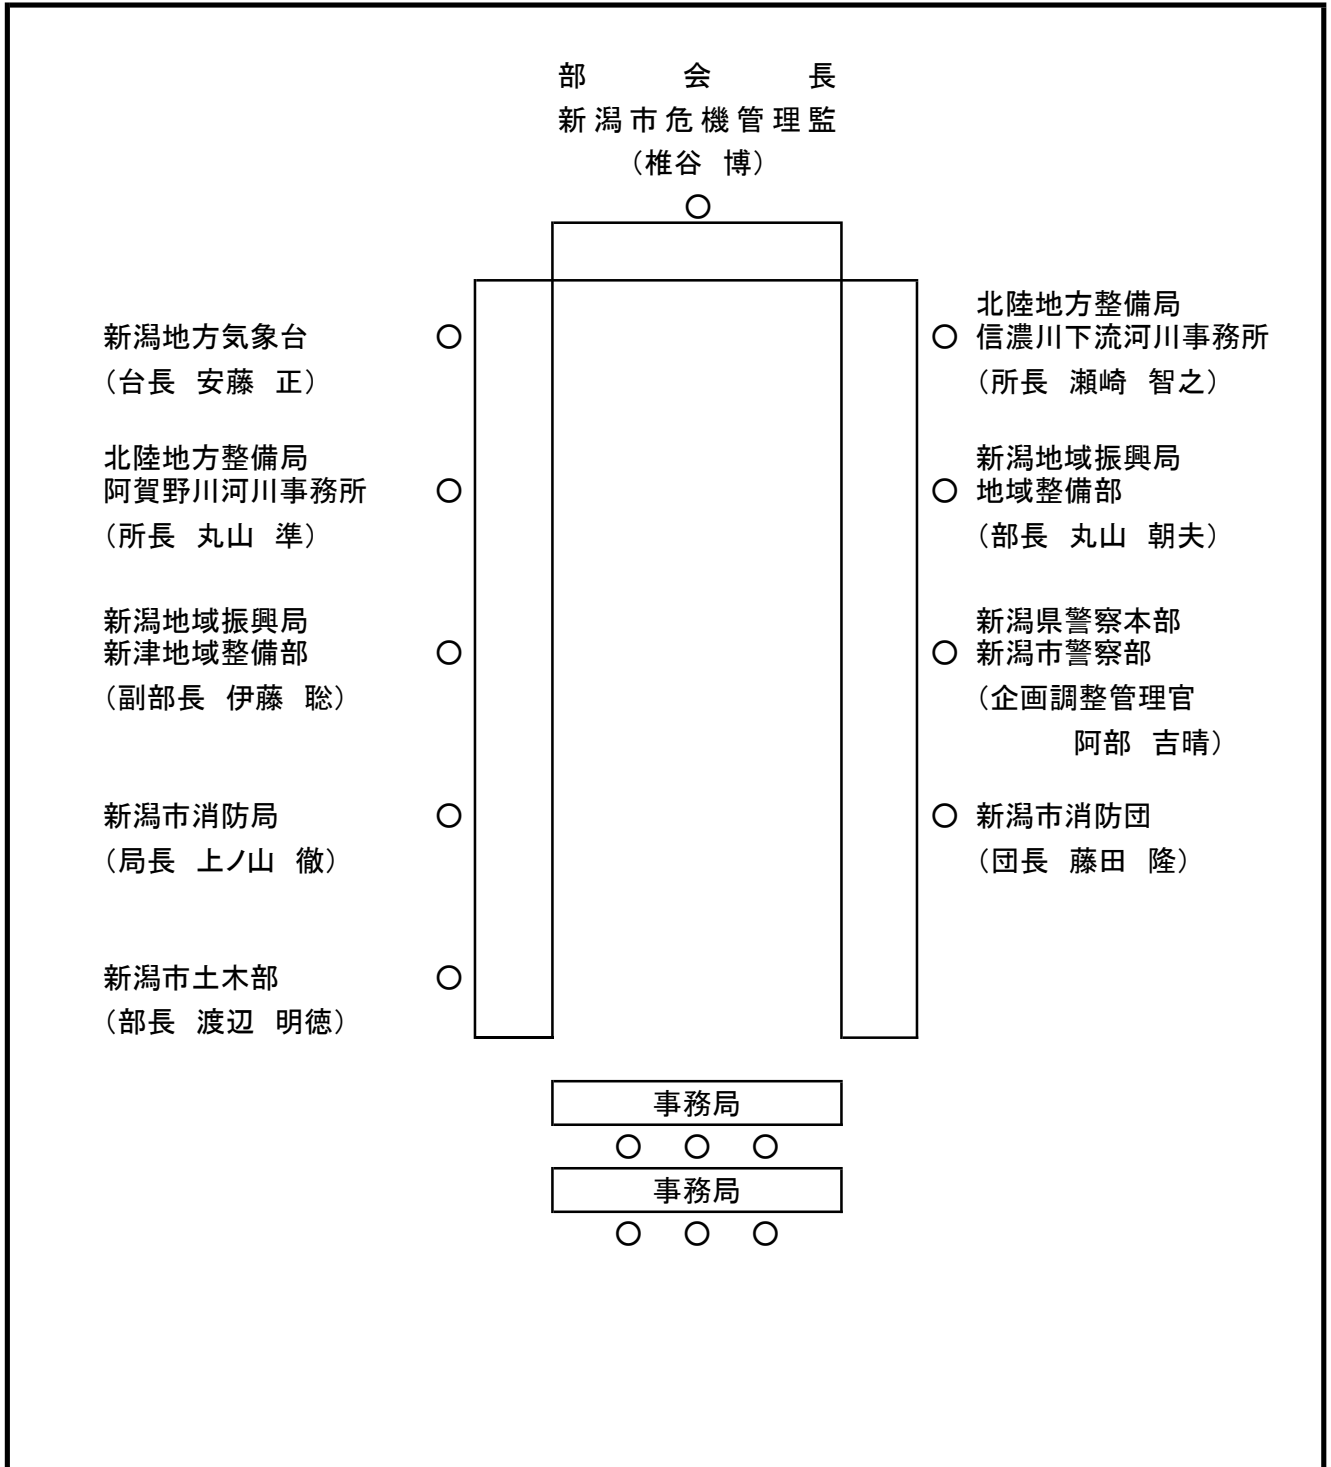 部会長
新潟市危機管理監
（椎谷 博）
○
新潟地方気象台 ○
（台長 安藤 正）
北陸地方整備局
阿賀野川河川事務所 ○
（所長 丸山 準）
新潟地域振興局
新津地域整備部 ○
（副部長 伊藤 聡）
新潟市消防局 ○
（局長 上ノ山 徹）
新潟市土木部 ○
（部長 渡辺 明徳）
北陸地方整備局
○ 信濃川下流河川事務所
（所長 瀬崎 智之）
新潟地域振興局
○ 地域整備部
（部長 丸山 朝夫）
新潟県警察本部
○ 新潟市警察部
（企画調整管理官
阿部 吉晴）
○ 新潟市消防団
（団長 藤田 隆）
事務局
○ ○ ○
事務局
○ ○ ○